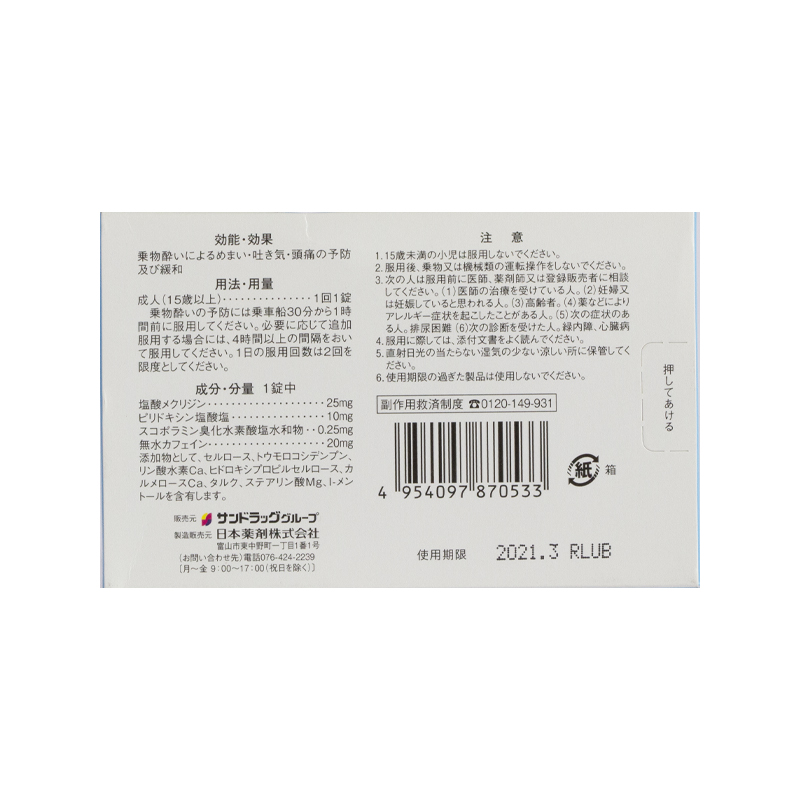 効能・効果
乗物酔いによるめまい・吐き気・頭痛の予防
及び緩和
用法・用量
成人(15歳以上)・・・・・・・・・・・・・・・1回1錠
乗物酔いの予防には乗車船30分から1時
間前に服用してください。必要に応じて追加
服用する場合には、4時間以上の間隔をおい
て服用してください。1日の服用回数は2回を
限度としてください。
成分・分量 1錠中
塩酸メクリジン・・・・・・・・・・・・・・・・・・・・25mg
ピリドキシン塩酸塩・・・・・・・・・・・・・・・・10mg
スコポラミン臭化水素酸塩水和物・・0.25mg
無水カフェイン・・・・・・・・・・・・・・・・・・・・20mg
添加物として、セルロース、トウモロコシデンプン、
リン酸水素Ca、ヒドロキシプロピルセルロース、カ
ルメロースCa、タルク、ステアリン酸Mg、l-メン
トールを含有します。
販売元 サンドラッググループ
製造販売元 日本薬剤株式会社
富山市東中野町一丁目1番1号
(お問い合わせ先)電話076-424-2239
[月〜金 9:00〜17:00(祝日を除く)]
注 意
1.15歳未満の小児は服用しないでください。
2.服用後、乗物又は機械類の運転操作をしないでください。
3.次の人は服用前に医師、薬剤師又は登録販売者に相談
してください。(1)医師の治療を受けている人。(2)妊婦又
は妊娠していると思われる人。(3)高齢者。(4)薬などにより
アレルギー症状を起こしたことがある人。(5)次の症状のあ
る人。排尿困難 (6)次の診断を受けた人。緑内障、心臓病
4.服用に際しては、添付文書をよく読んでください。
5.直射日光の当たらない湿気の少ない涼しい所に保管してく
ださい。
6.使用期限の過ぎた製品は使用しないでください。
副作用救済制度 ☎0120-149-931
4 954097 870533
紙 箱
使用期限 2021.3 RLUB
押してあける